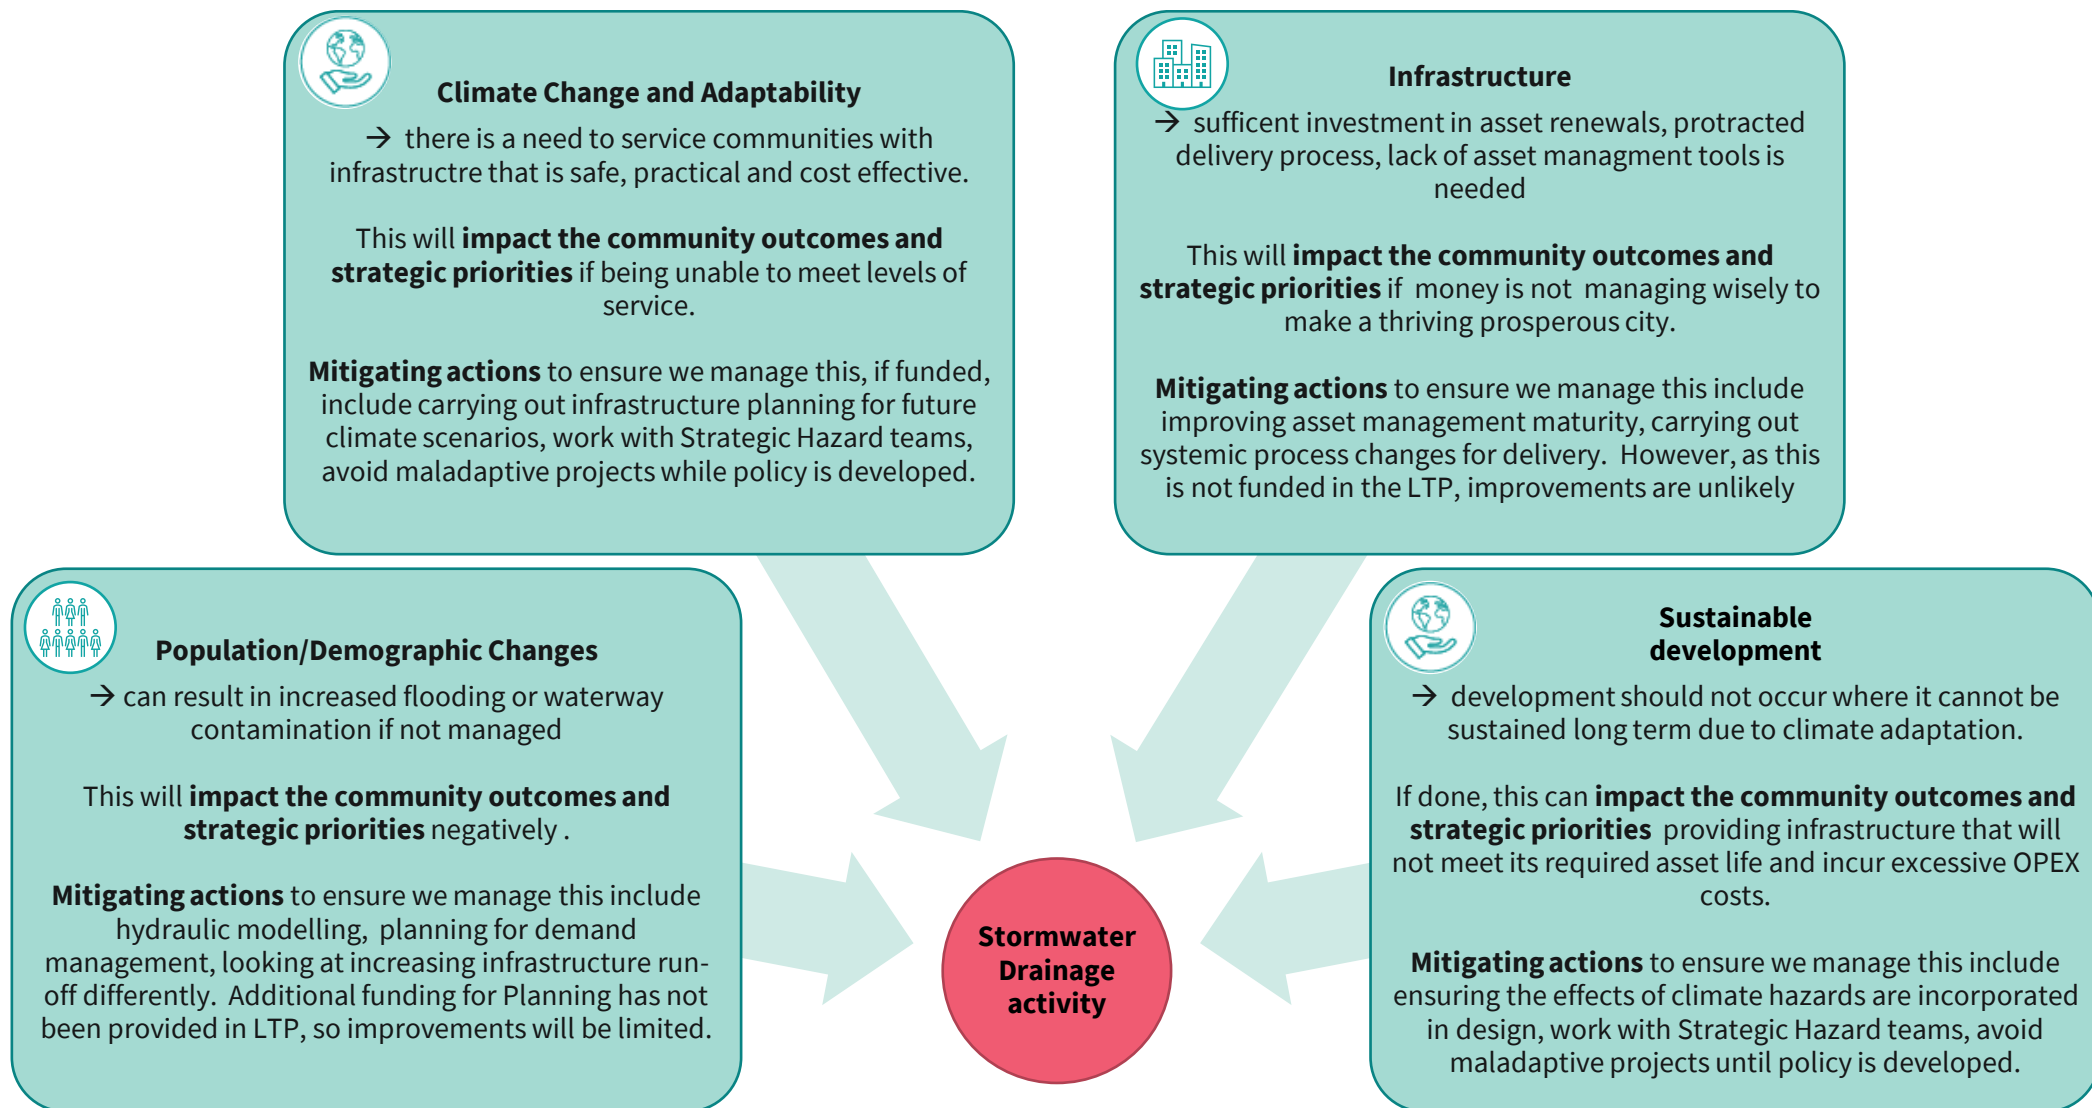 Climate Change and Adaptability
→ there is a need to service communities with
infrastructre that is safe, practical and cost effective.
This will impact the community outcomes and
strategic priorities if being unable to meet levels of
service.
Mitigating actions to ensure we manage this, if funded,
include carrying out infrastructure planning for future
climate scenarios, work with Strategic Hazard teams,
avoid maladaptive projects while policy is developed.
Infrastructure
→ sufficent investment in asset renewals, protracted
delivery process, lack of asset managment tools is
needed
This will impact the community outcomes and
strategic priorities if money is not managing wisely to
make a thriving prosperous city.
Mitigating actions to ensure we manage this include
improving asset management maturity, carrying out
systemic process changes for delivery. However, as this
is not funded in the LTP, improvements are unlikely
Population/Demographic Changes
→ can result in increased flooding or waterway
contamination if not managed
This will impact the community outcomes and
strategic priorities negatively .
Mitigating actions to ensure we manage this include
hydraulic modelling, planning for demand
management, looking at increasing infrastructure run-
off differently. Additional funding for Planning has not
been provided in LTP, so improvements will be limited.
Stormwater
Drainage
activity
Sustainable
development
→ development should not occur where it cannot be
sustained long term due to climate adaptation.
If done, this can impact the community outcomes and
strategic priorities providing infrastructure that will
not meet its required asset life and incur excessive OPEX
costs.
Mitigating actions to ensure we manage this include
ensuring the effects of climate hazards are incorporated
in design, work with Strategic Hazard teams, avoid
maladaptive projects until policy is developed.